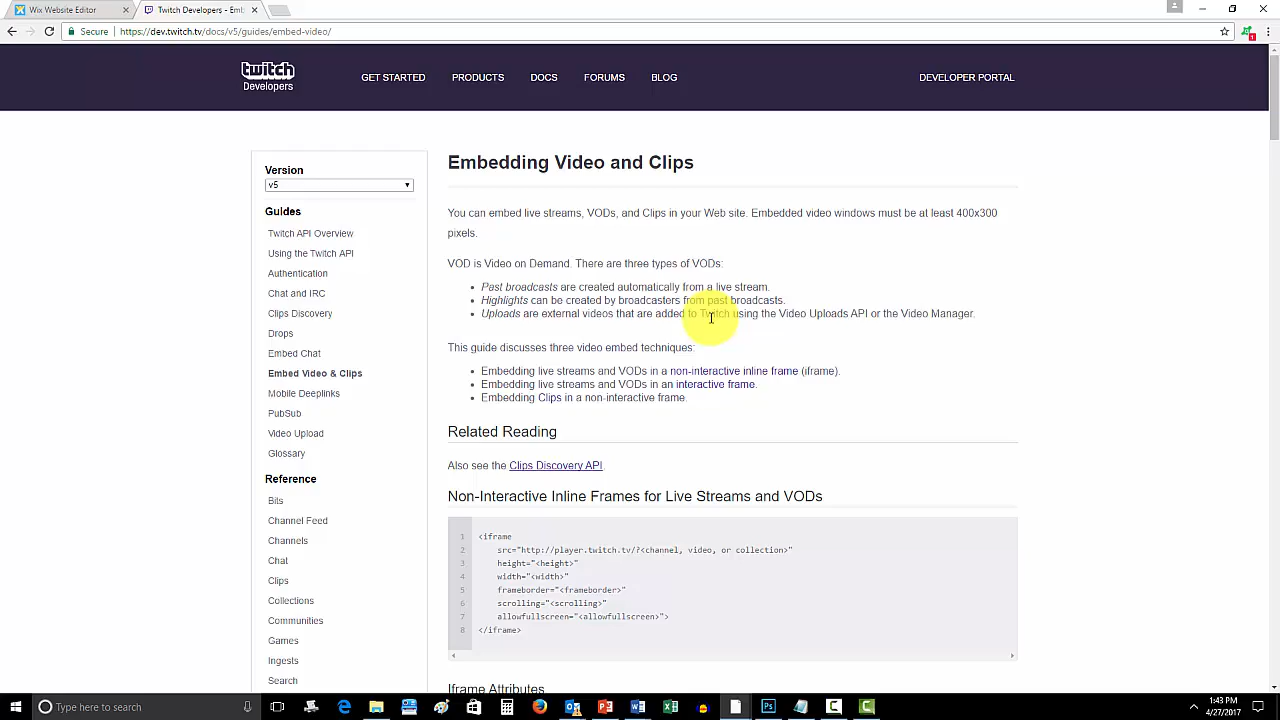 Wix Website Editor
Twitch Developers - Emb
Secure
https://dev.twitch.tv/docs/v5/guides/embed-video/
1
twitch
Developers
GET STARTED
PRODUCTS
DOCS
FORUMS
BLOG
DEVELOPER PORTAL
Version
v5
Guides
Twitch API Overview
Using the Twitch API
Authentication
Chat and IRC
Clips Discovery
Drops
Embed Chat
Embed Video & Clips
Mobile Deeplinks
PubSub
Video Upload
Glossary
Reference
Bits
Channel Feed
Channels
Chat
Clips
Collections
Communities
Games
Ingests
Search
Embedding Video and Clips
You can embed live streams, VODs, and Clips in your Web site. Embedded video windows must be at least 400x300
pixels.
VOD is Video on Demand. There are three types of VODs:
Past broadcasts are created automatically from a live stream.
Highlights can be created by broadcasters from past broadcasts.
Uploads are external videos that are added to Twitch using the Video Uploads API or the Video Manager.
This guide discusses three video embed techniques:
Embedding live streams and VODs in a non-interactive inline frame (iframe).
Embedding live streams and VODs in an interactive frame.
Embedding Clips in a non-interactive frame.
Related Reading
Also see the Clips Discovery API.
Non-Interactive Inline Frames for Live Streams and VODs
1 <iframe
2 src="http://player.twitch.tv/?<channel, video, or collection>"
3 height="<height>"
4 width="<width>"
5 frameborder="<frameborder>"
6 scrolling="<scrolling>"
7 allowfullscreen="<allowfullscreen>">
8 </iframe>
Iframe Attributes
Type here to search
1:43 PM
4/27/2017